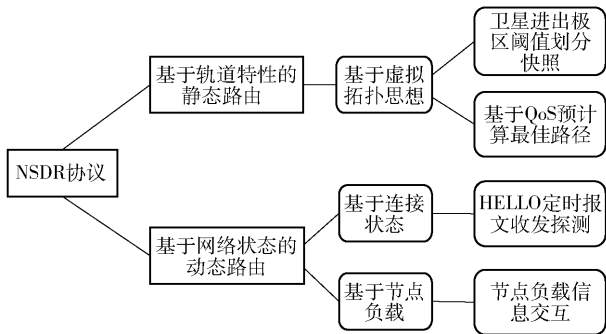 NSDR协议
基于轨道特性的
静态路由
基于虚拟
拓扑思想
卫星进出极
区阈值划分
快照
基于QoS预计
算最佳路径
基于网络状态的
动态路由
基于连接
状态
HELLO定时报
文收发探测
基于节点
负载
节点负载信
息交互